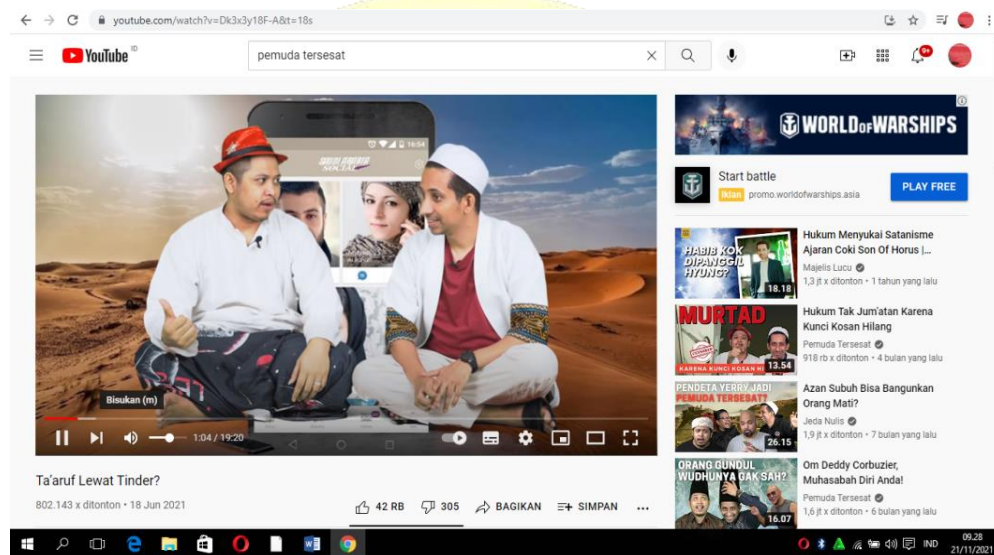 youtube.com/watch?v=Dk3x3y18F-A&t=18s
YouTube ID
pemuda tersesat
9+
16:54
SOCIAL
Bisukan (m)
1:04 / 19:20
Ta'aruf Lewat Tinder?
802.143 x ditonton • 18 Jun 2021
42 RB 305 BAGIKAN SIMPAN ...
WORLD OF WARSHIPS
Start battle
Iklan promo.worldofwarships.asia
PLAY FREE
HABIB KOK
DIPANGGIL
HYUNG?
18.18
Hukum Menyukai Satanisme
Ajaran Coki Son Of Horus |...
Majelis Lucu
1,3 jt x ditonton • 1 tahun yang lalu
MURTAD
KARENA KUNCI KOSAN HI
13.54
Hukum Tak Jum'atan Karena
Kunci Kosan Hilang
Pemuda Tersesat
918 rb x ditonton • 4 bulan yang lalu
PENDETA YERRY JADI
PEMUDA TERSESAT?
26.15
Azan Subuh Bisa Bangunkan
Orang Mati?
Jeda Nulis
1,9 jt x ditonton • 7 bulan yang lalu
ORANG GUNDUL
WUDHUNYA GAK SAH?
16.07
Om Deddy Corbuzier,
Muhasabah Diri Anda!
Pemuda Tersesat
1,6 jt x ditonton • 6 bulan yang lalu
IND
09.28
21/11/2021